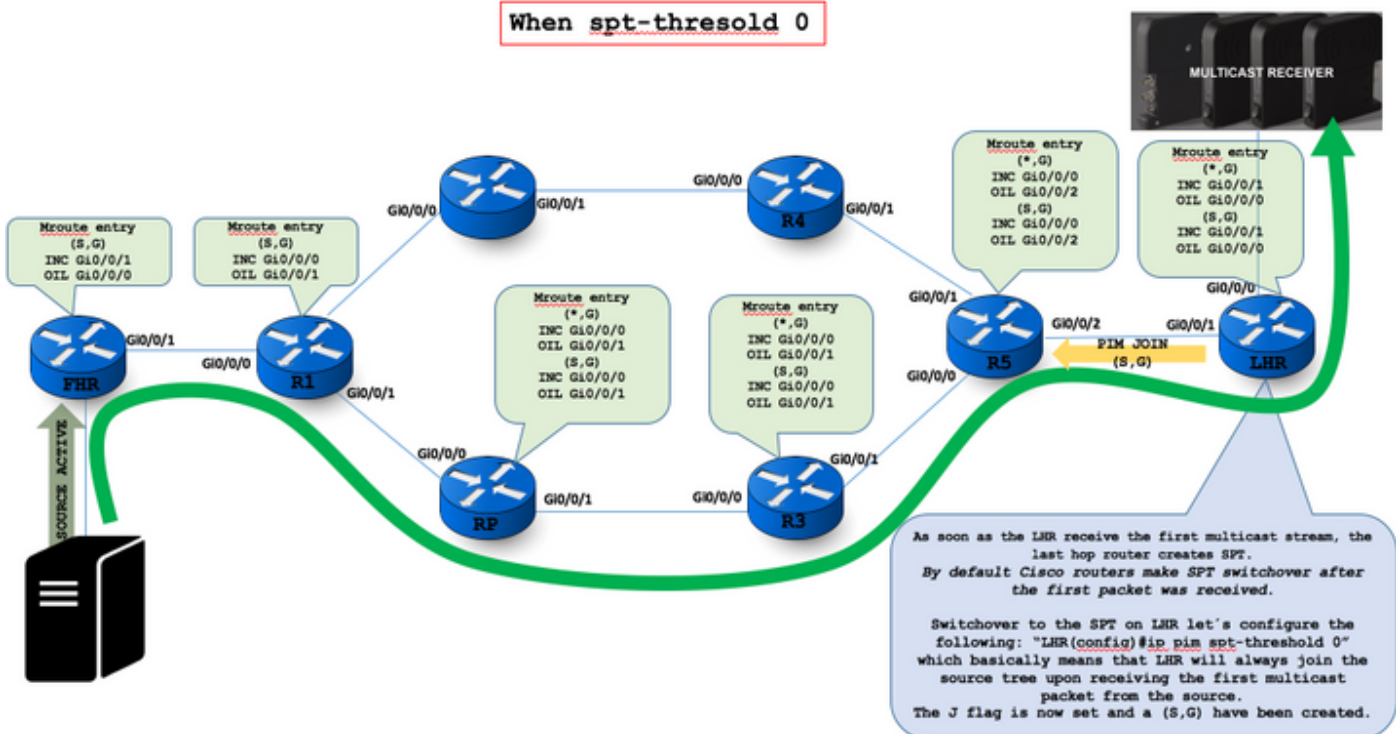 When spt-thresold 0
MULTICAST RECEIVER
Mroute entry
(S,G)
INC Gi0/0/1
OIL Gi0/0/0
Mroute entry
(S,G)
INC Gi0/0/0
OIL Gi0/0/1
Gi0/0/0
Gi0/0/1
Gi0/0/0
R4
Gi0/0/1
Mroute entry
(*,G)
INC Gi0/0/0
OIL Gi0/0/2
(S,G)
INC Gi0/0/0
OIL Gi0/0/2
Mroute entry
(*,G)
INC Gi0/0/1
OIL Gi0/0/0
(S,G)
INC Gi0/0/1
OIL Gi0/0/0
Mroute entry
(*,G)
INC Gi0/0/0
OIL Gi0/0/1
(S,G)
INC Gi0/0/0
OIL Gi0/0/1
Mroute entry
(*,G)
INC Gi0/0/0
OIL Gi0/0/1
(S,G)
INC Gi0/0/0
OIL Gi0/0/1
FHR
Gi0/0/1
Gi0/0/0
R1
Gi0/0/1
Gi0/0/1
R5
Gi0/0/0
Gi0/0/2
Gi0/0/0
Gi0/0/1
LHR
PIM JOIN
(S,G)
SOURCE ACTIVE
Gi0/0/0
RP
Gi0/0/1
Gi0/0/0
R3
Gi0/0/1
As soon as the LHR receive the first multicast stream, the
last hop router creates SPT.
By default Cisco routers make SPT switchover after
the first packet was received.
Switchover to the SPT on LHR let´s configure the
following: “LHR(config)#ip pim spt-threshold 0”
which basically means that LHR will always join the
source tree upon receiving the first multicast
packet from the source.
The J flag is now set and a (S,G) have been created.